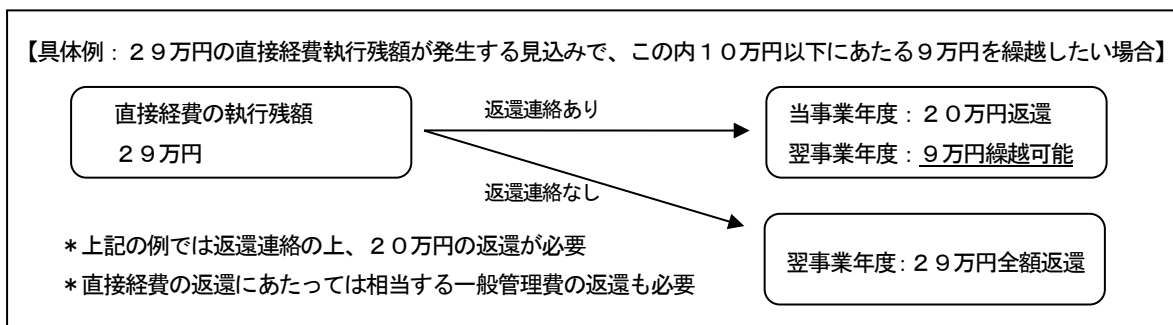 【具体例：２９万円の直接経費執行残額が発生する見込みで、この内１０万円以下にあたる９万円を繰越したい場合】
直接経費の執行残額
２９万円
返還連絡あり
当事業年度：２０万円返還
翌事業年度：９万円繰越可能
返還連絡なし
翌事業年度：２９万円全額返還
＊上記の例では返還連絡の上、２０万円の返還が必要
＊直接経費の返還にあたっては相当する一般管理費の返還も必要